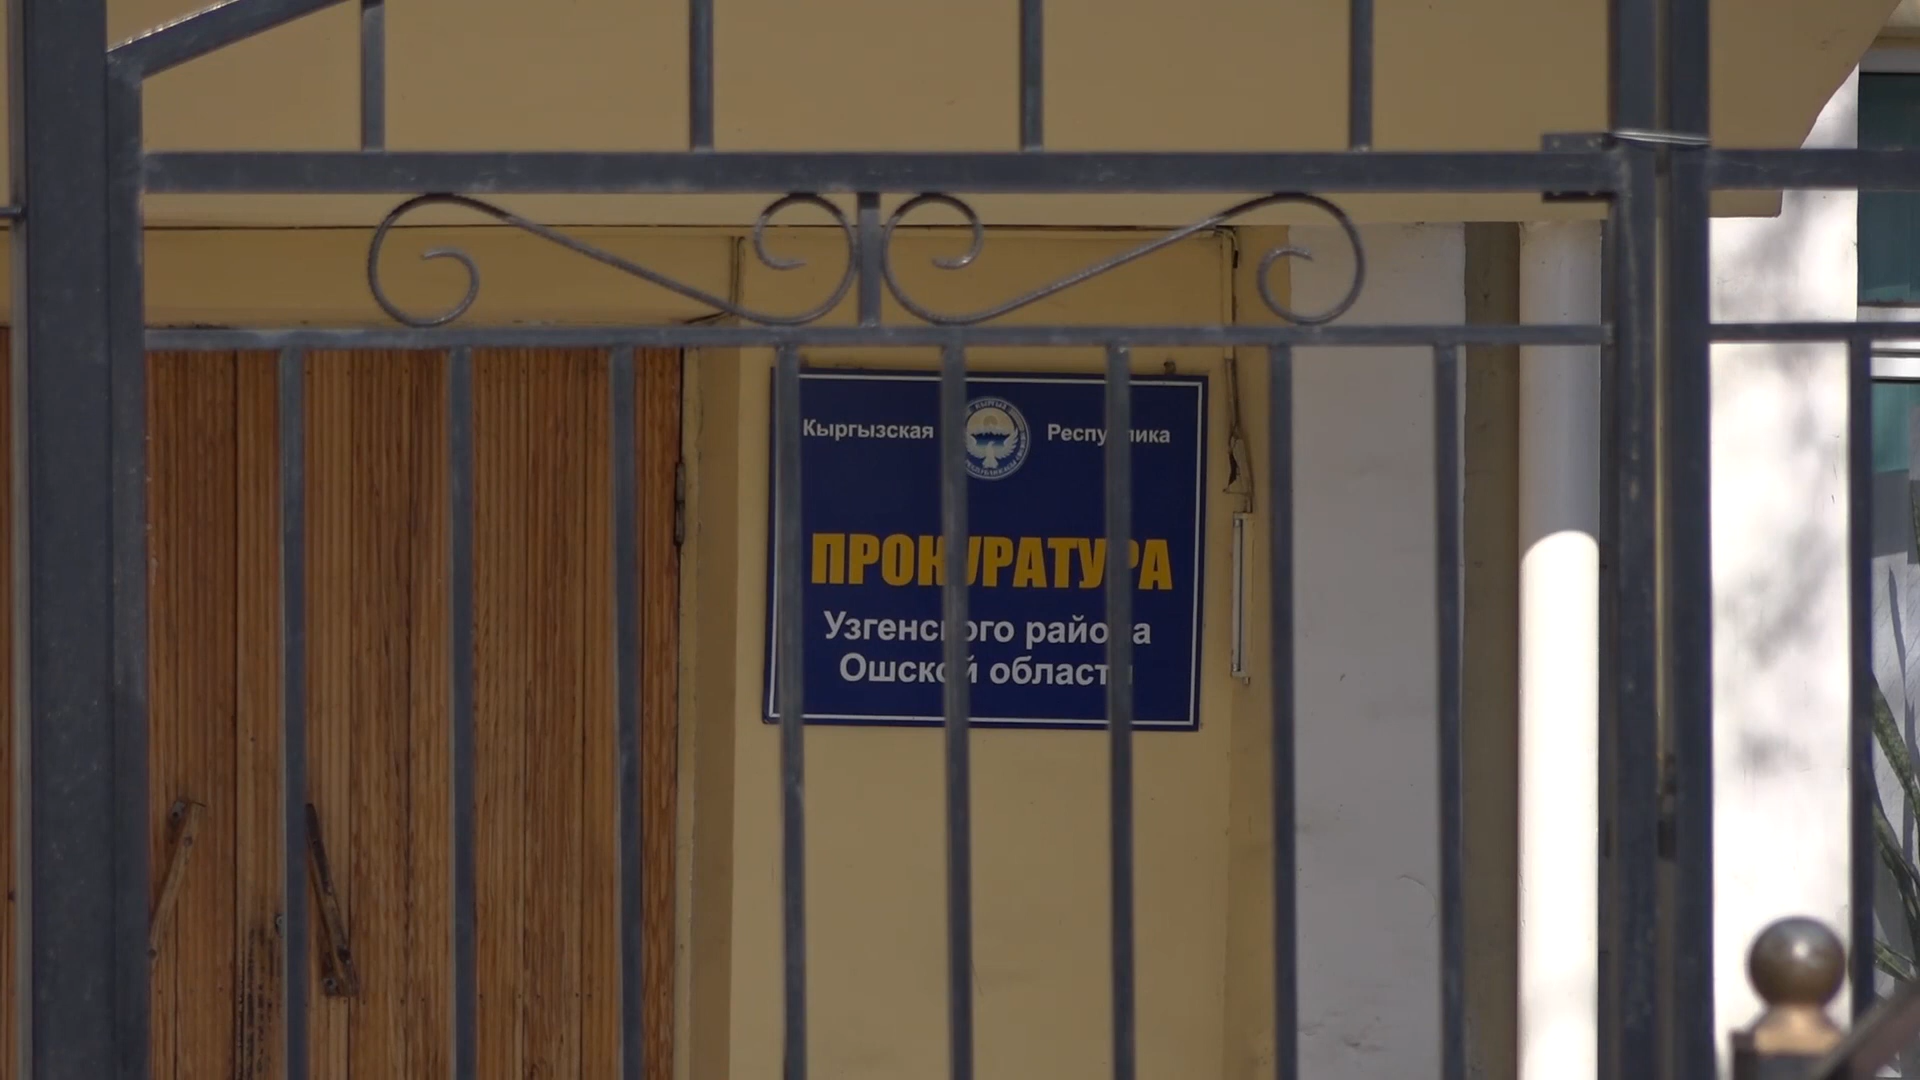 Кыргызская Республика
ПРОКУРАТУРА
Узгенского района
Ошской области